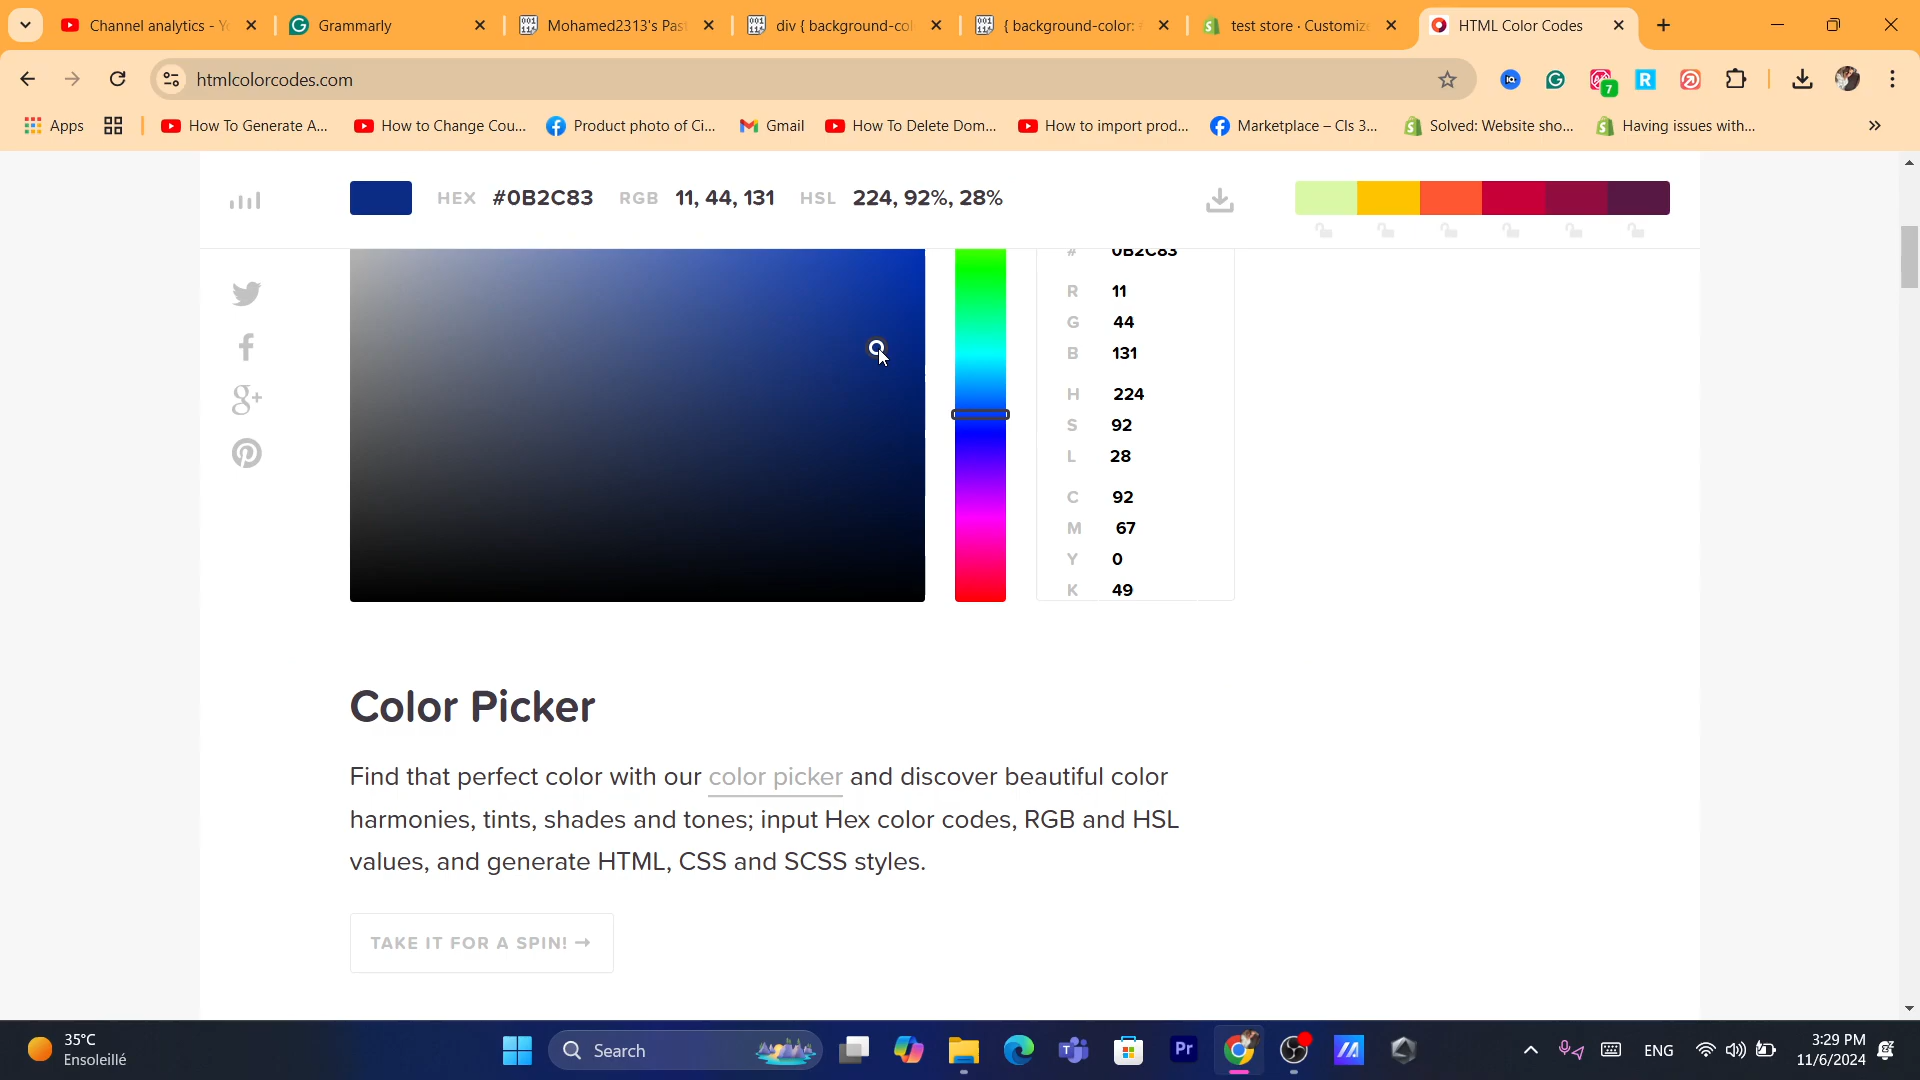 Channel analytics - Y
Grammarly
Mohamed2313's Past
div { background-col
{ background-color: #
test store · Customize
HTML Color Codes
htmlcolorcodes.com
7
Apps
How To Generate A...
How to Change Cou...
Product photo of Ci...
Gmail
How To Delete Dom...
How to import prod...
Marketplace – Cls 3...
Solved: Website sho...
Having issues with...
HEX #0B2C83 RGB 11, 44, 131 HSL 224, 92%, 28%
# 0B2C83
R 11
G 44
B 131
H 224
S 92
L 28
C 92
M 67
Y 0
K 49
Color Picker
Find that perfect color with our color picker and discover beautiful color
harmonies, tints, shades and tones; input Hex color codes, RGB and HSL
values, and generate HTML, CSS and SCSS styles.
TAKE IT FOR A SPIN! →
35°C
Ensoleillé
Search
ENG
3:29 PM
11/6/2024